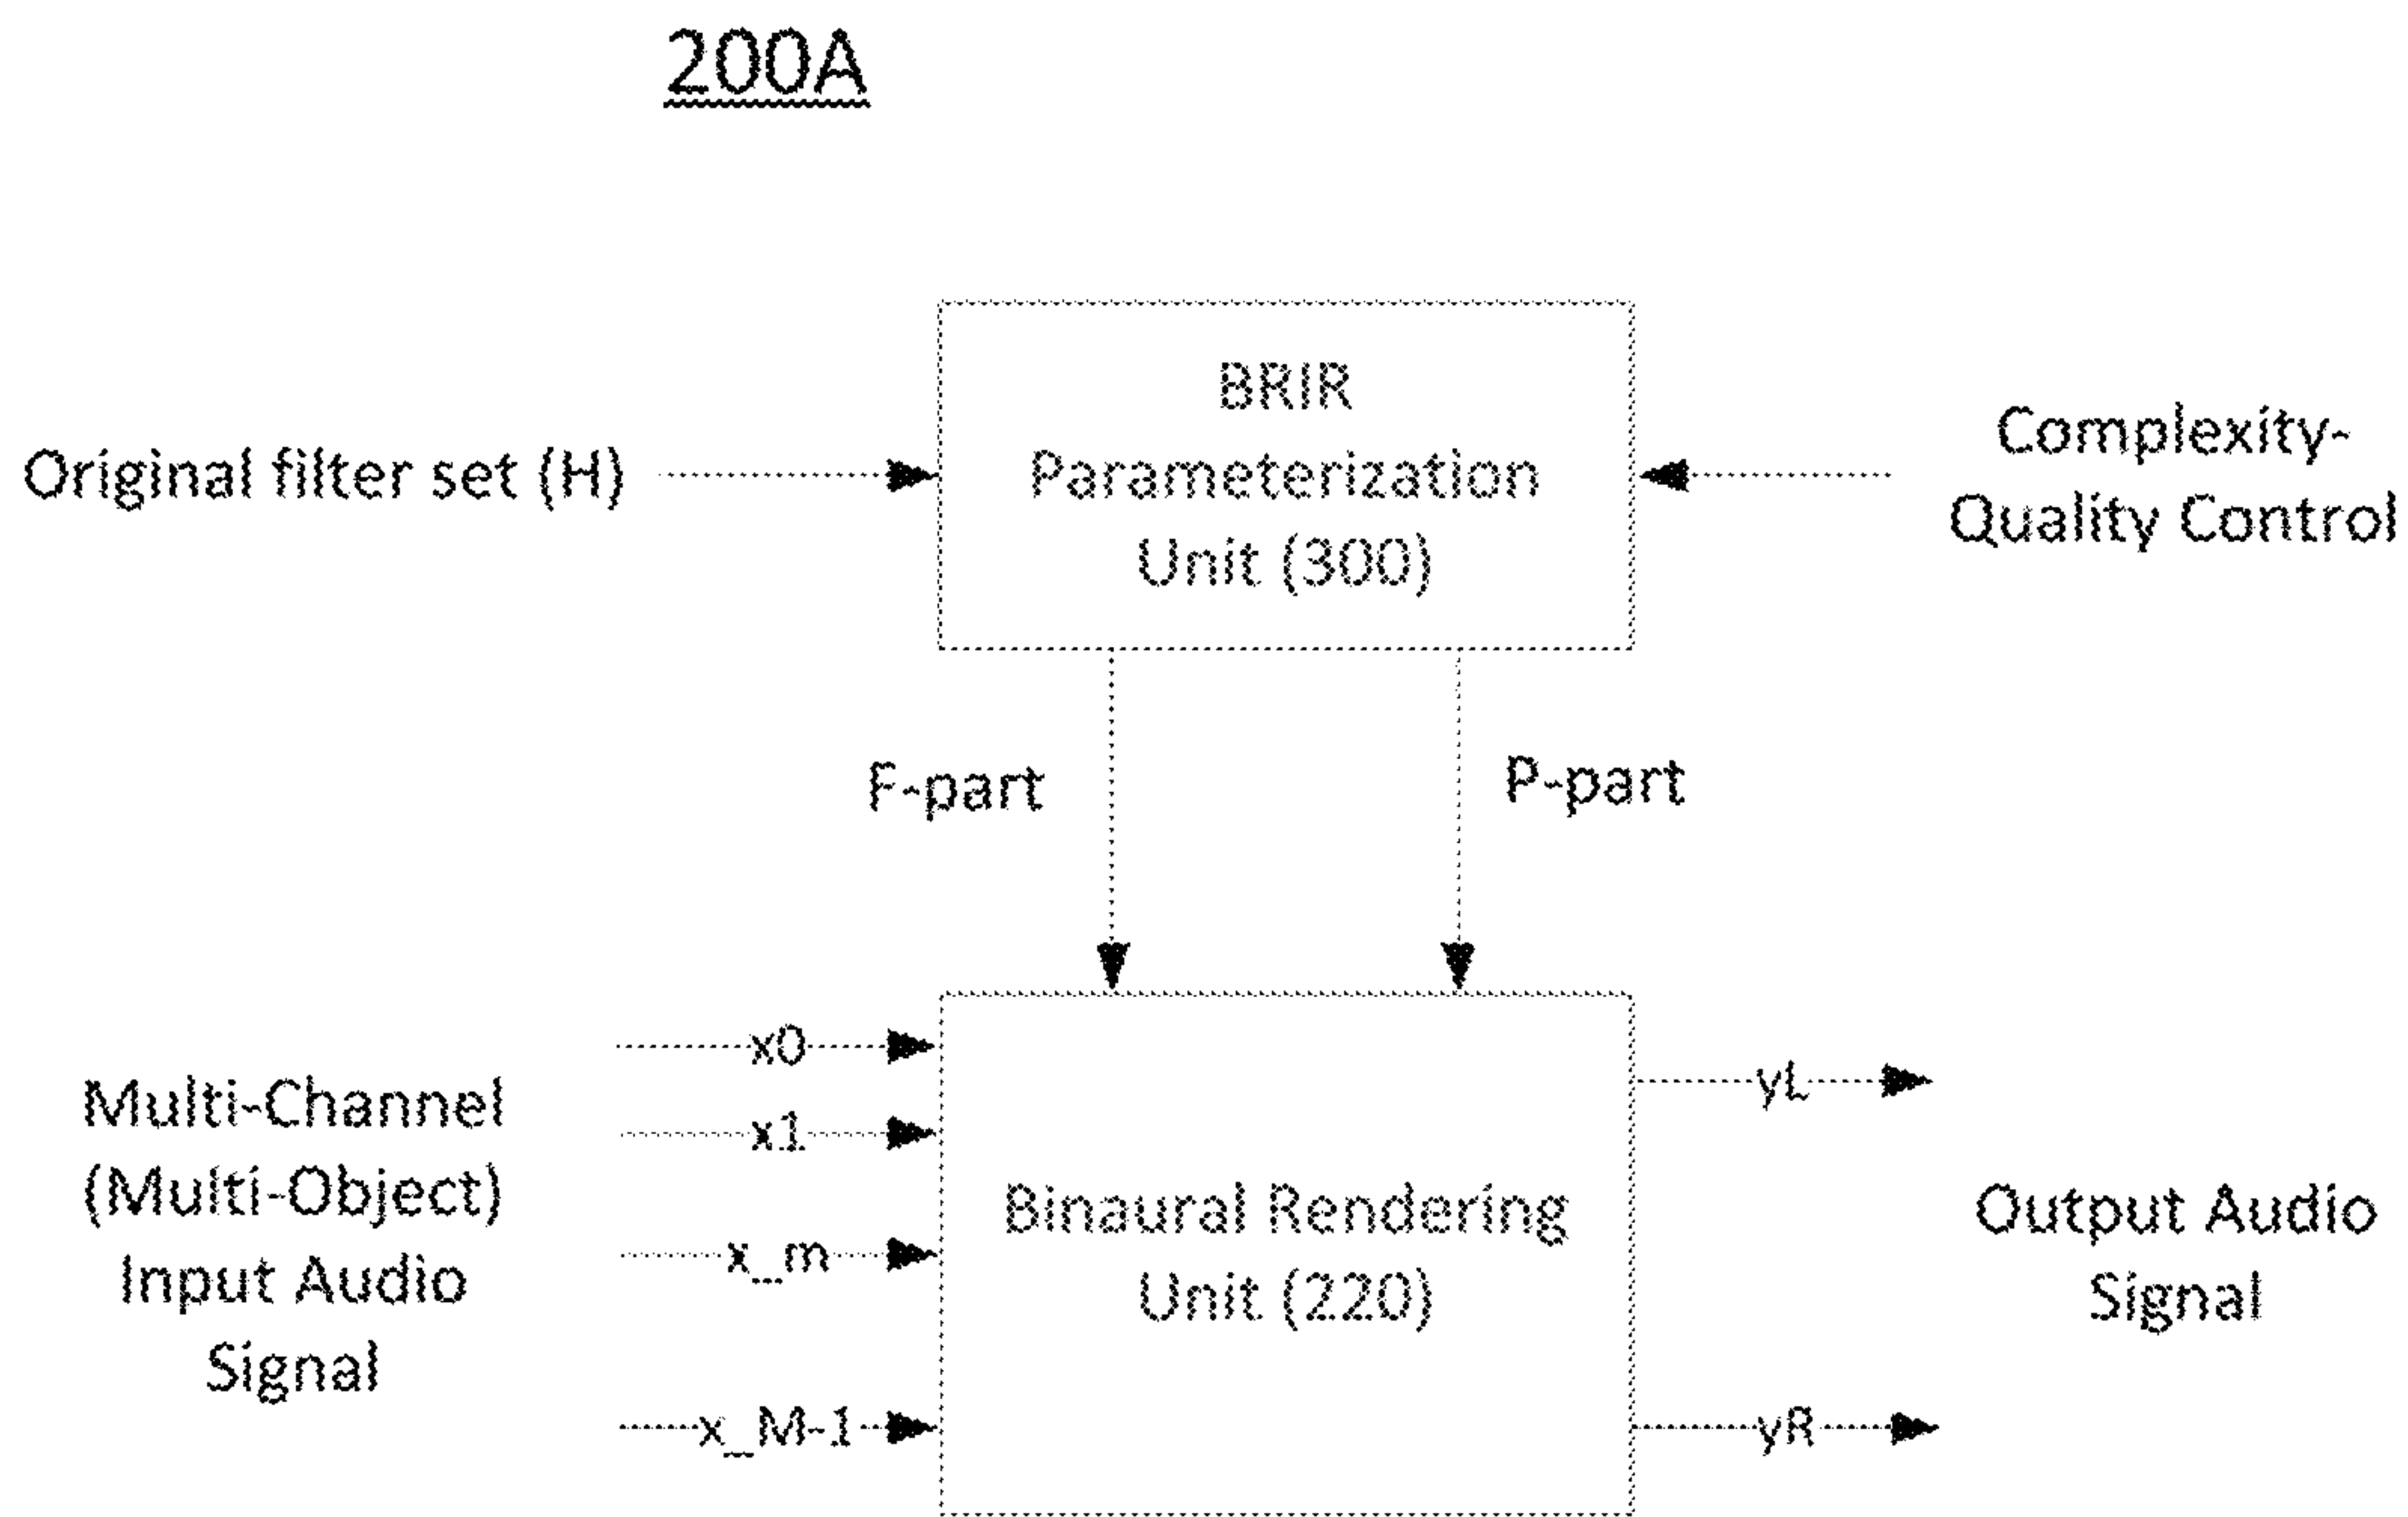 200A
BRIR
Parameterization
Unit (300)
Original filter set (H)
Complexity-
Quality Control
F-part
P-part
Multi-Channel
(Multi-Object)
Input Audio
Signal
x0
x1
x_m
x_M-1
Binaural Rendering
Unit (220)
yL
yR
Output Audio
Signal